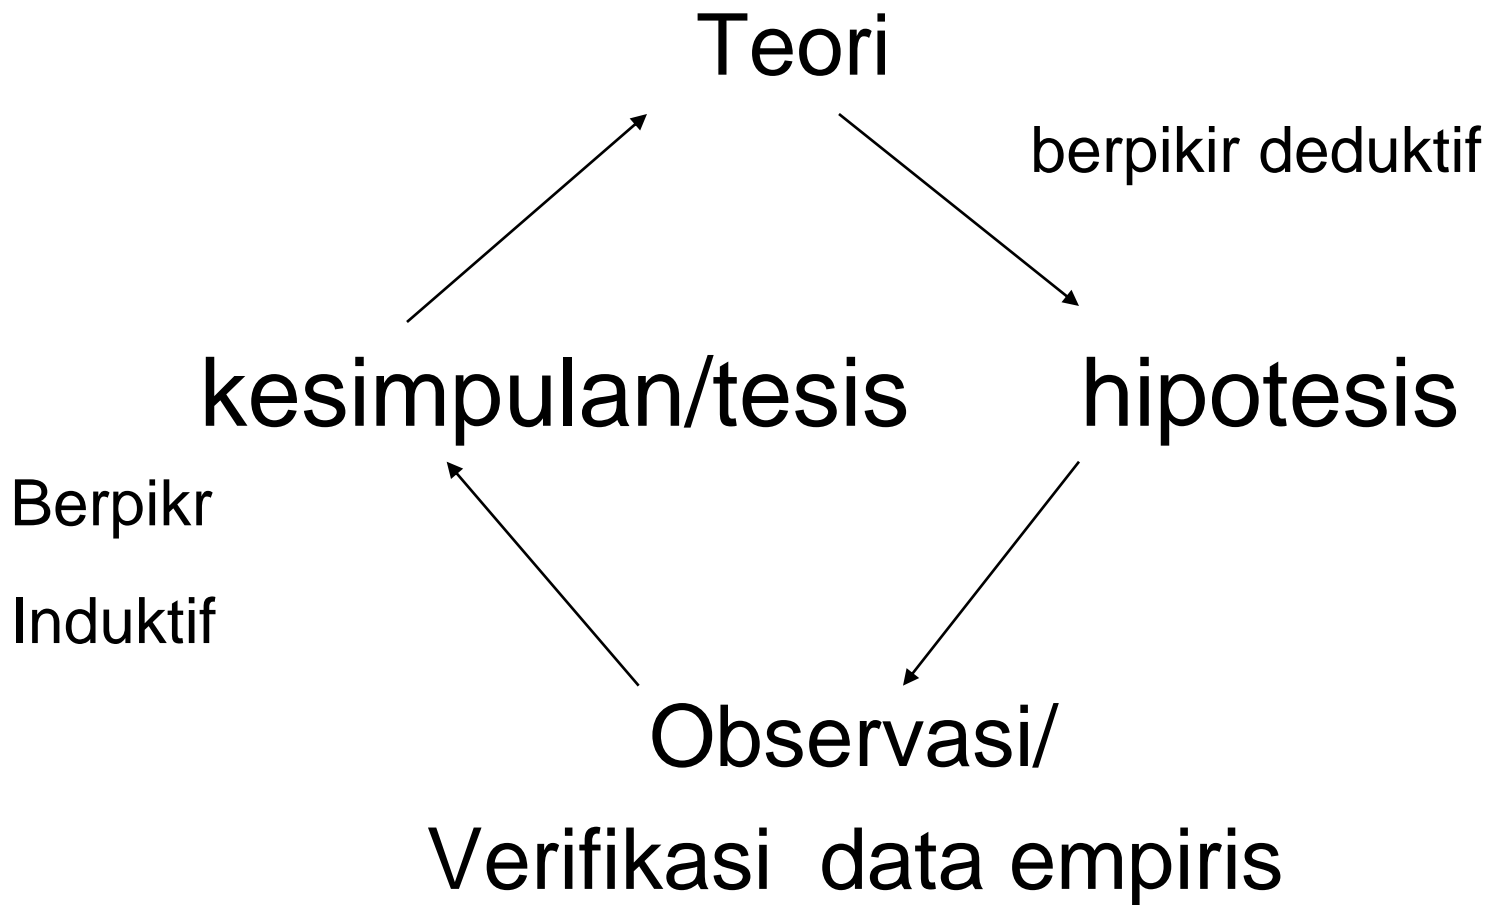 Teori
berpikir deduktif
kesimpulan/tesis
hipotesis
Berpikr
Induktif
Observasi/
Verifikasi data empiris